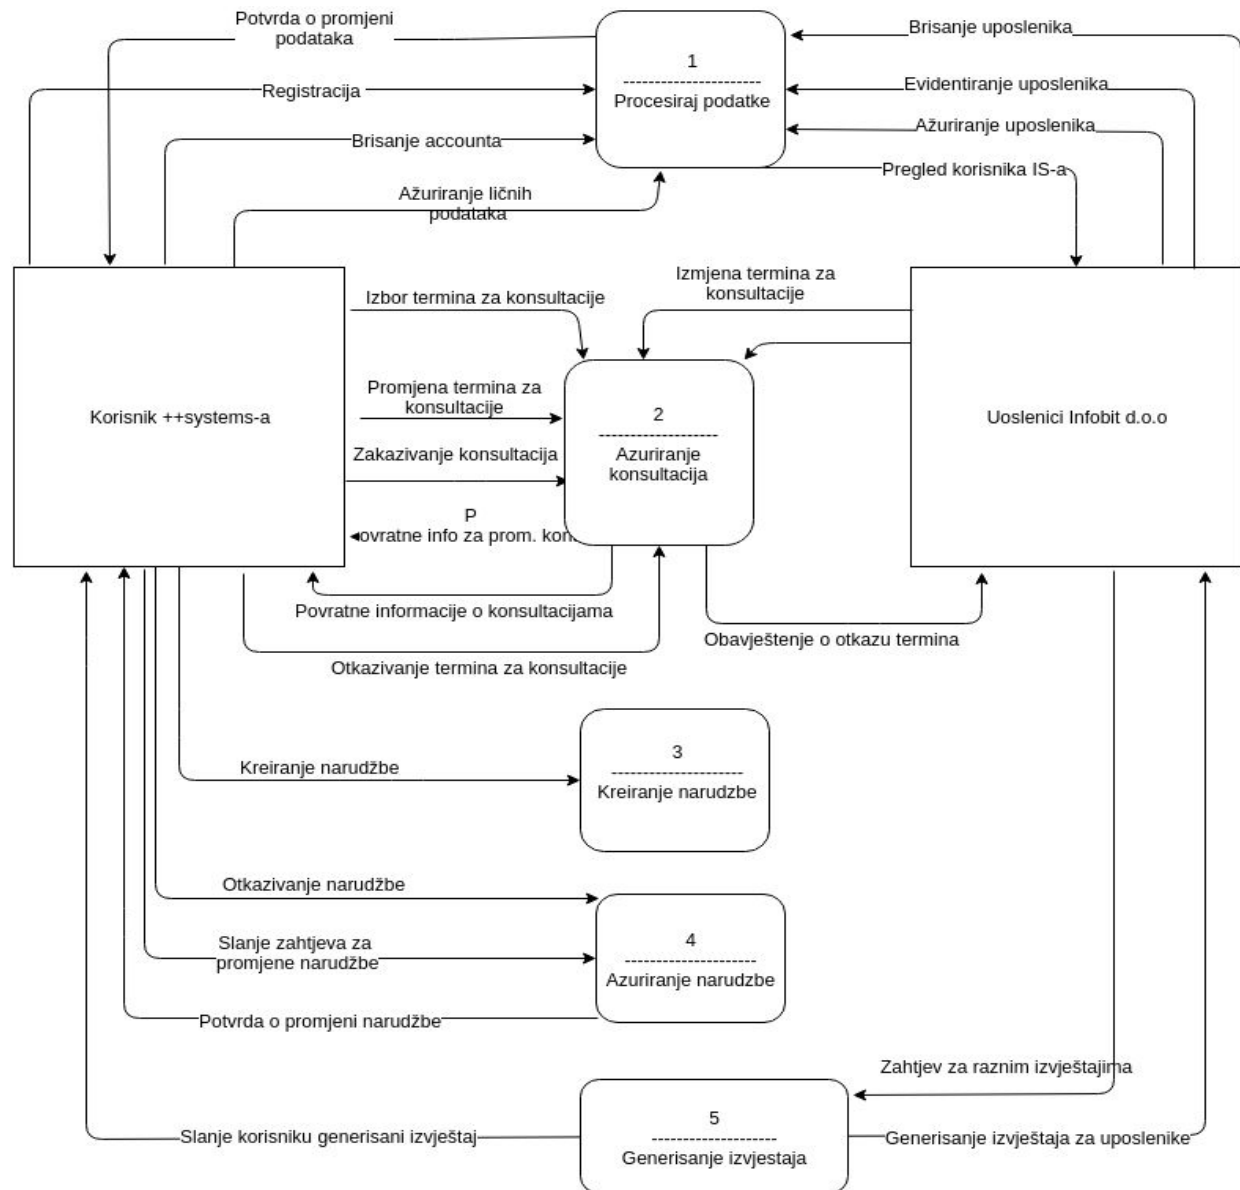 Potvrda o promjeni
podataka
Registracija
Brisanje accounta
Ažuriranje ličnih
podataka
1
Procesiraj podatke
Brisanje uposlenika
Evidentiranje uposlenika
Ažuriranje uposlenika
Pregled korisnika IS-a
Korisnik ++systems-a
Izbor termina za konsultacije
Izmjena termina za
konsultacije
Promjena termina za
konsultacije
Zakazivanje konsultacija
P
ovratne info za prom. kon
2
Azuriranje
konsultacija
Uoslenici Infobit d.o.o
Povratne informacije o konsultacijama
Otkazivanje termina za konsultacije
Obavještenje o otkazu termina
Kreiranje narudžbe
3
Kreiranje narudzbe
Otkazivanje narudžbe
Slanje zahtjeva za
promjene narudžbe
Potvrda o promjeni narudžbe
4
Azuriranje narudzbe
Zahtjev za raznim izvještajima
Slanje korisniku generisani izvještaj
5
Generisanje izvjestaja
Generisanje izvještaja za uposlenike